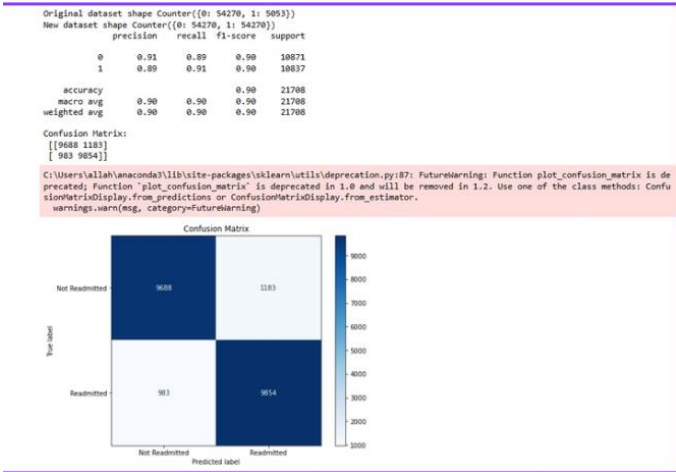 Original dataset shape Counter({0: 54270, 1: 5053})
New dataset shape Counter({0: 54270, 1: 54270})
precision recall f1-score support
0 0.91 0.89 0.90 10871
1 0.89 0.91 0.90 10837
accuracy 0.90 21708
macro avg 0.90 0.90 0.90 21708
weighted avg 0.90 0.90 0.90 21708
Confusion Matrix:
[[9688 1183]
[ 983 9854]]
C:\Users\allah\anaconda3\lib\site-packages\sklearn\utils\deprecation.py:87: FutureWarning: Function plot_confusion_matrix is de
precated; Function `plot_confusion_matrix` is deprecated in 1.0 and will be removed in 1.2. Use one of the class methods: Confu
sionMatrixDisplay.from_predictions or ConfusionMatrixDisplay.from_estimator.
warnings.warn(msg, category=FutureWarning)
Confusion Matrix
Not Readmitted 9688 1183
Readmitted 983 9854
True label
Not Readmitted Readmitted
Predicted label
9000
8000
7000
6000
5000
4000
3000
2000
1000